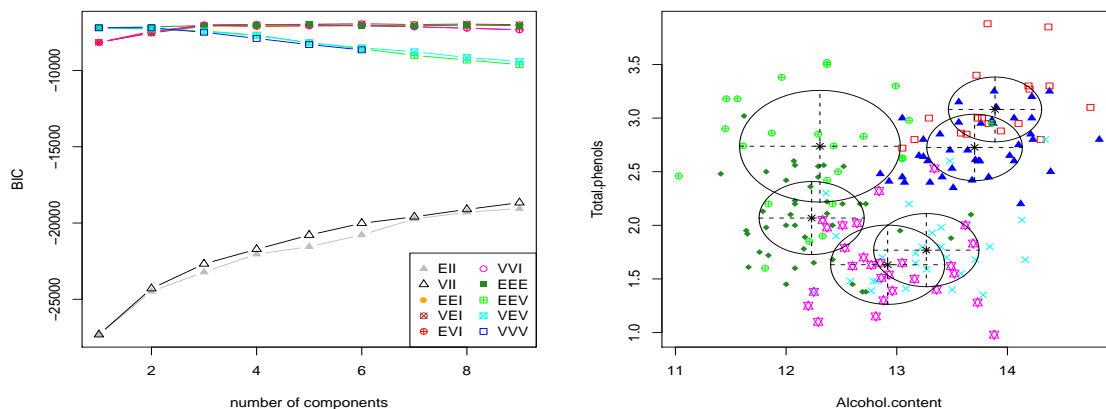 BIC
-10000
-15000
-20000
-25000
2
4
6
8
number of components
EII
VII
EEI
VEI
EVI
VVI
EEE
EEV
VEV
VVV
Total.phenols
3.5
3.0
2.5
2.0
1.5
1.0
11
12
13
14
Alcohol.content